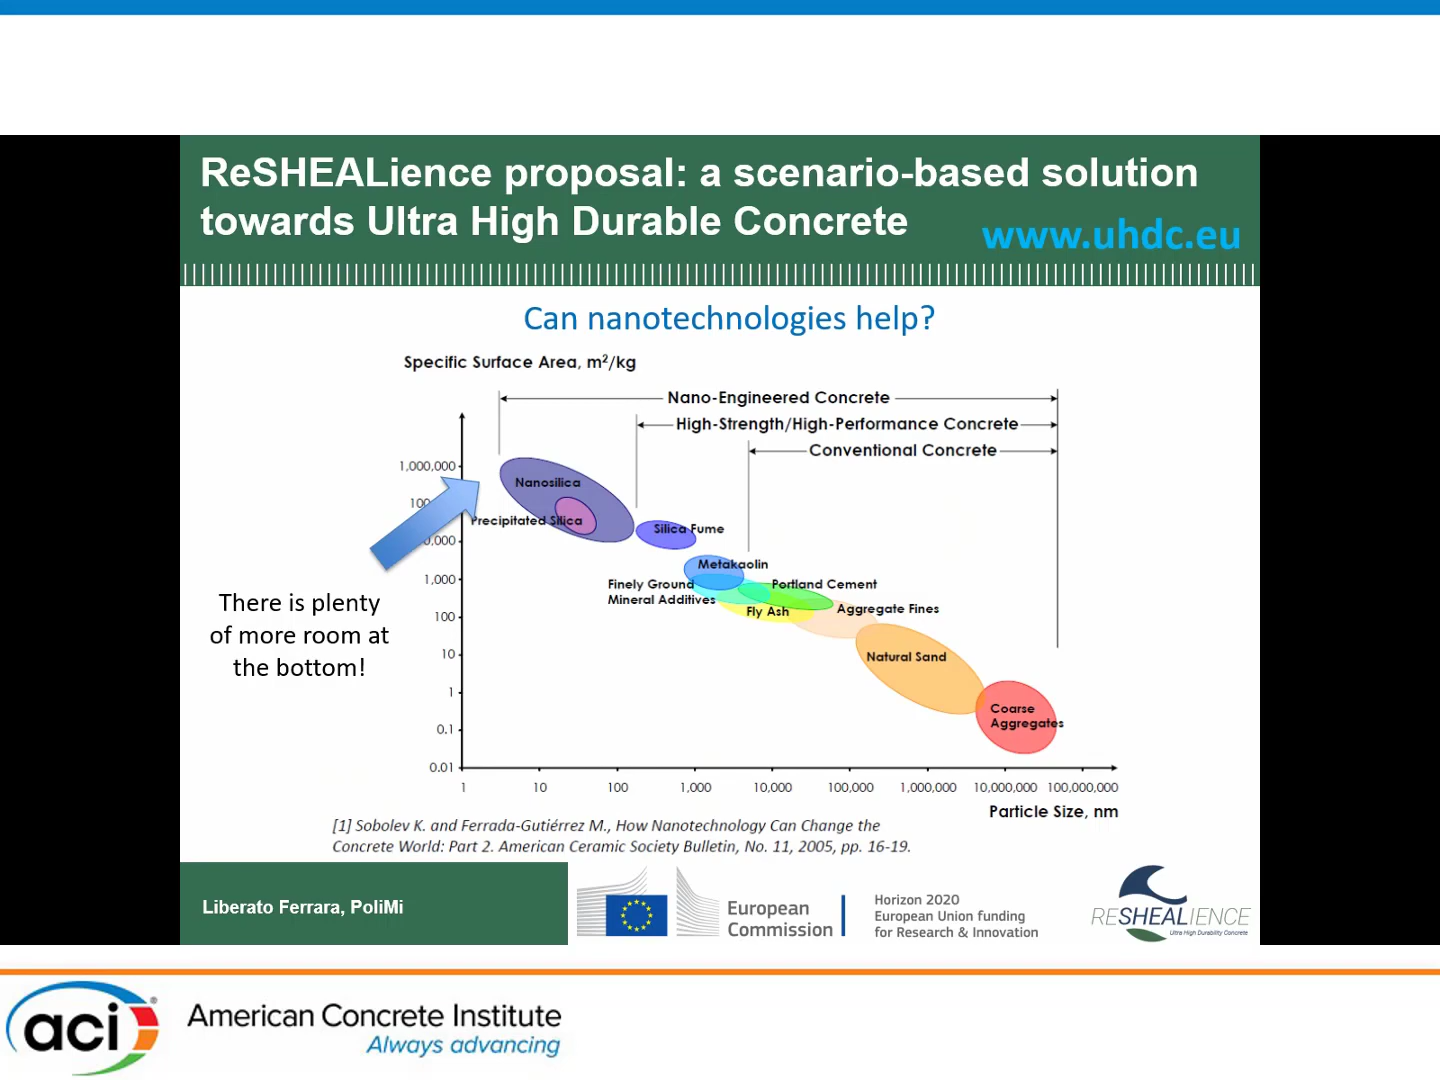 ReSHEALience proposal: a scenario-based solution
towards Ultra High Durable Concrete
www.uhdc.eu
Can nanotechnologies help?
Specific Surface Area, m²/kg
Nano-Engineered Concrete
High-Strength/High-Performance Concrete
Conventional Concrete
1,000,000
Nanosilica
100
Precipitated Silica
Silica Fume
0,000
Metakaolin
1,000
Finely Ground
Mineral Additives
Portland Cement
Fly Ash
Aggregate Fines
100
There is plenty
of more room at
the bottom!
10
Natural Sand
1
Coarse
Aggregates
0.1
0.01
1 10 100 1,000 10,000 100,000 1,000,000 10,000,000 100,000,000
Particle Size, nm
[1] Sobolev K. and Ferrada-Gutiérrez M., How Nanotechnology Can Change the
Concrete World: Part 2. American Ceramic Society Bulletin, No. 11, 2005, pp. 16-19.
Liberato Ferrara, PoliMi
European
Commission
Horizon 2020
European Union funding
for Research & Innovation
RESHEALIENCE
Ultra High Durability Concrete
aci®
American Concrete Institute
Always advancing